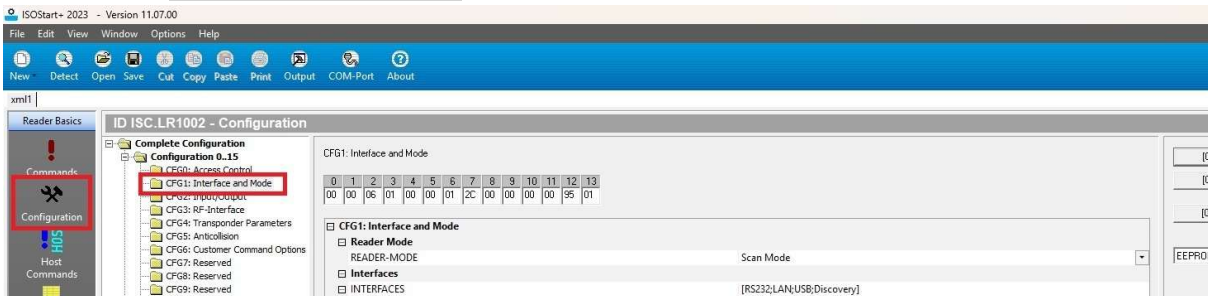 ISOStart+ 2023 - Version 11.07.00
File Edit View Window Options Help
New Detect Open Save Cut Copy Paste Print Output COM-Port About
xml1
Reader Basics
Commands
Configuration
Host
Commands
ID ISC.LR1002 - Configuration
Complete Configuration
Configuration 0..15
CFG0: Access Control
CFG1: Interface and Mode
CFG2: Input/Output
CFG3: RF-Interface
CFG4: Transponder Parameters
CFG5: Anticollision
CFG6: Customer Command Options
CFG7: Reserved
CFG8: Reserved
CFG9: Reserved
CFG1: Interface and Mode
0 1 2 3 4 5 6 7 8 9 10 11 12 13
00 00 06 01 00 00 01 2C 00 00 00 00 95 01
CFG1: Interface and Mode
Reader Mode
READER-MODE Scan Mode
Interfaces
INTERFACES [RS232;LAN;USB;Discovery]